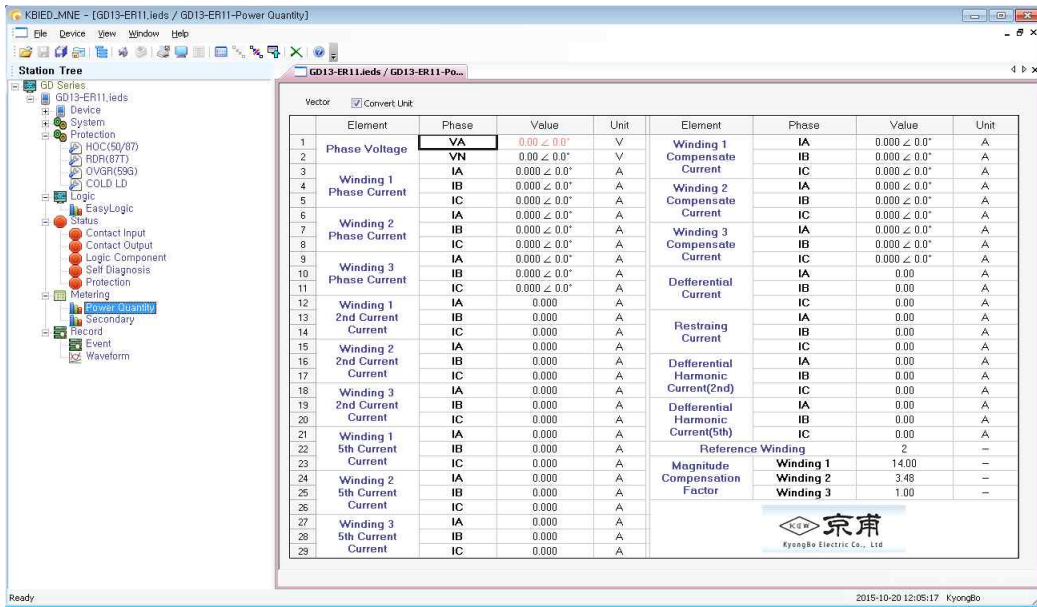 KBIED_MNE - [GD13-ER11.ieds / GD13-ER11-Power Quantity]
File Device View Window Help
Station Tree
GD Series
GD13-ER11.ieds
Device
System
Protection
HOC(50/87)
RDR(87T)
OVGR(59G)
COLD LD
Logic
EasyLogic
Status
Contact Input
Contact Output
Logic Component
Self Diagnosis
Protection
Metering
Power Quantity
Secondary
Record
Event
Waveform
GD13-ER11.ieds / GD13-ER11-Po...
Vector Convert Unit
Element Phase Value Unit Element Phase Value Unit
1 Phase Voltage VA 0.00 ∠ 0.0° V Winding 1 Compensate Current IA 0.000 ∠ 0.0° A
2 VN 0.00 ∠ 0.0° V IB 0.000 ∠ 0.0° A
3 Winding 1 Phase Current IA 0.000 ∠ 0.0° A IC 0.000 ∠ 0.0° A
4 IB 0.000 ∠ 0.0° A Winding 2 Compensate Current IA 0.000 ∠ 0.0° A
5 IC 0.000 ∠ 0.0° A IB 0.000 ∠ 0.0° A
6 Winding 2 Phase Current IA 0.000 ∠ 0.0° A IC 0.000 ∠ 0.0° A
7 IB 0.000 ∠ 0.0° A Winding 3 Compensate Current IA 0.000 ∠ 0.0° A
8 IC 0.000 ∠ 0.0° A IB 0.000 ∠ 0.0° A
9 Winding 3 Phase Current IA 0.000 ∠ 0.0° A IC 0.000 ∠ 0.0° A
10 IB 0.000 ∠ 0.0° A Defferential Current IA 0.00 A
11 IC 0.000 ∠ 0.0° A IB 0.00 A
12 Winding 1 2nd Current Current IA 0.000 A IC 0.00 A
13 IB 0.000 A Restraing Current IA 0.00 A
14 IC 0.000 A IB 0.00 A
15 Winding 2 2nd Current Current IA 0.000 A IC 0.00 A
16 IB 0.000 A Defferential Harmonic Current(2nd) IA 0.00 A
17 IC 0.000 A IB 0.00 A
18 Winding 3 2nd Current Current IA 0.000 A IC 0.00 A
19 IB 0.000 A Defferential Harmonic Current(5th) IA 0.00 A
20 IC 0.000 A IB 0.00 A
21 Winding 1 5th Current Current IA 0.000 A IC 0.00 A
22 IB 0.000 A Reference Winding 2 –
23 IC 0.000 A Magnitude Compensation Factor Winding 1 14.00 –
24 Winding 2 5th Current Current IA 0.000 A Winding 2 3.48 –
25 IB 0.000 A Winding 3 1.00 –
26 IC 0.000 A
27 Winding 3 5th Current Current IA 0.000 A
28 IB 0.000 A
29 IC 0.000 A
京甫
KyongBo Electric Co., Ltd
Ready 2015-10-20 12:05:17 KyongBo